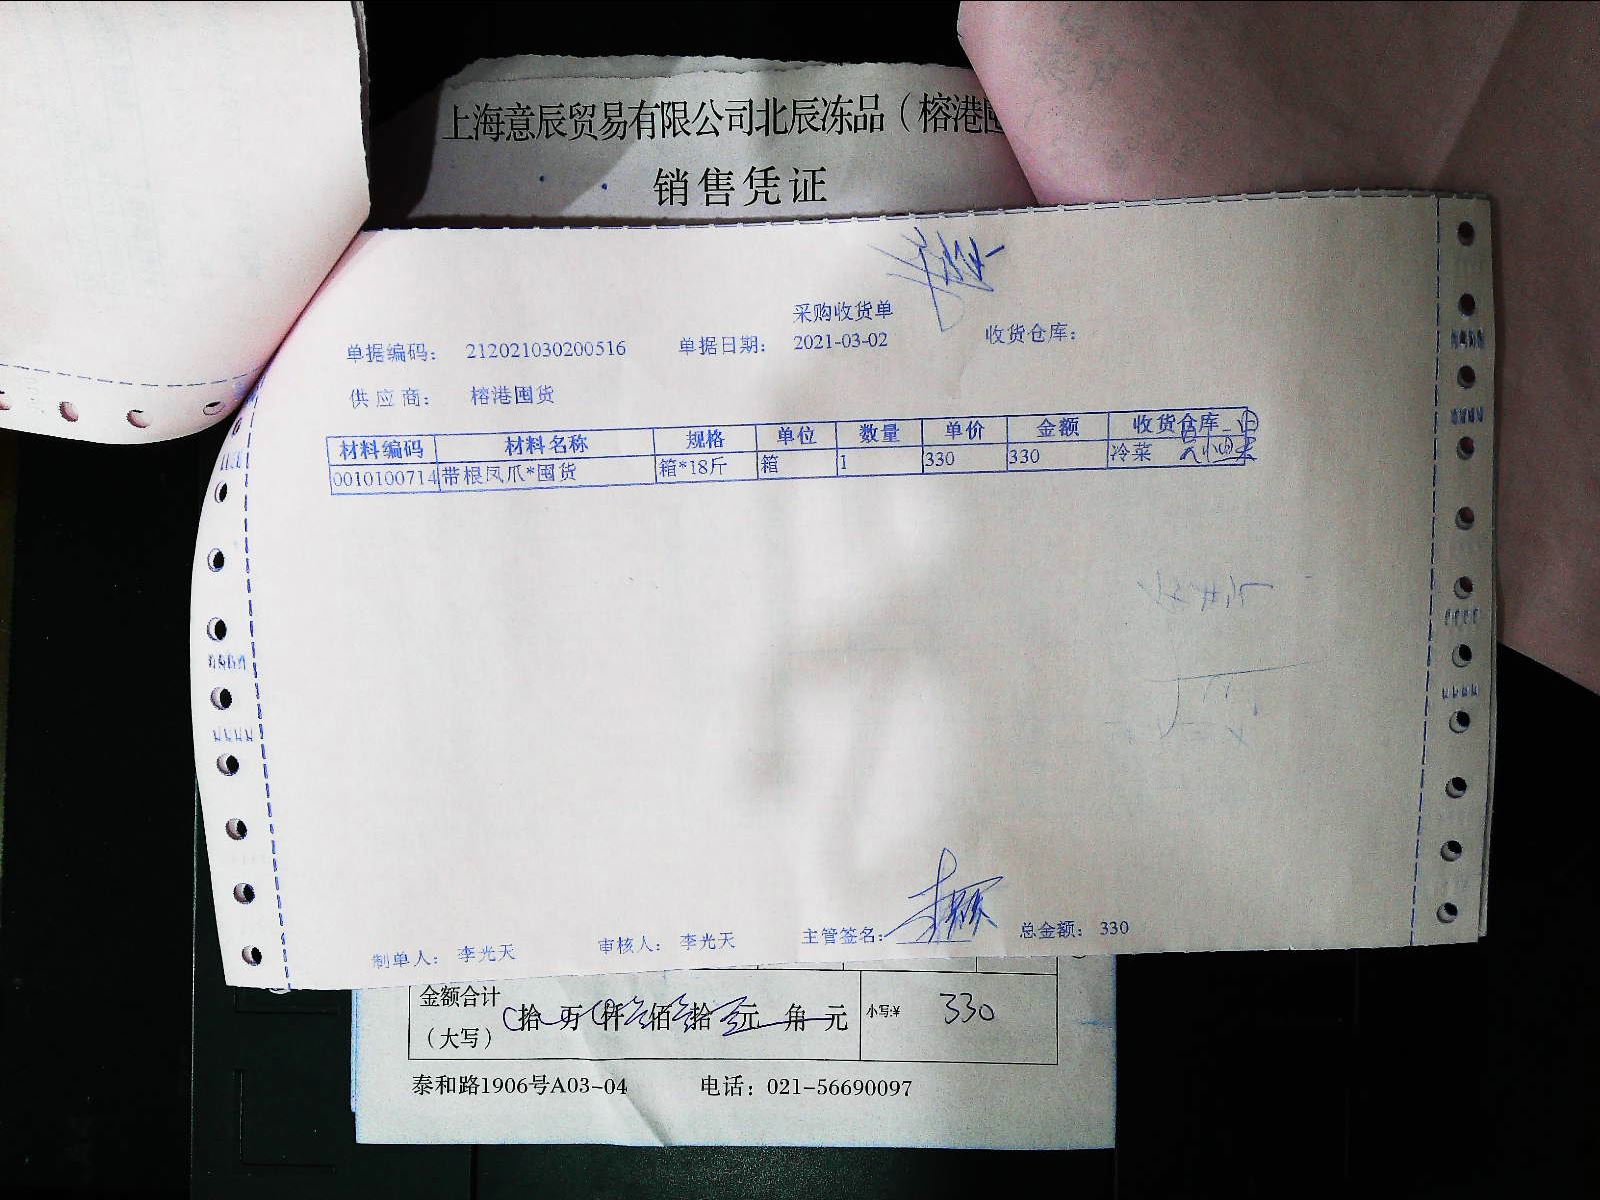 上海意辰贸易有限公司北辰冻品（榕港囤
销售凭证
采购收货单
单据编码： 212021030200516 单据日期： 2021-03-02 收货仓库：
供应商： 榕港囤货
材料编码 材料名称 规格 单位 数量 单价 金额 收货仓库
0010100714 带根凤爪*囤货 箱*18斤 箱 1 330 330 冷菜
制单人： 李光天 审核人： 李光天 主管签名： 总金额： 330
金额合计
（大写） 拾 万 仟 佰 拾 元 角 元 小写:¥ 330
泰和路1906号A03-04 电话：021-56690097